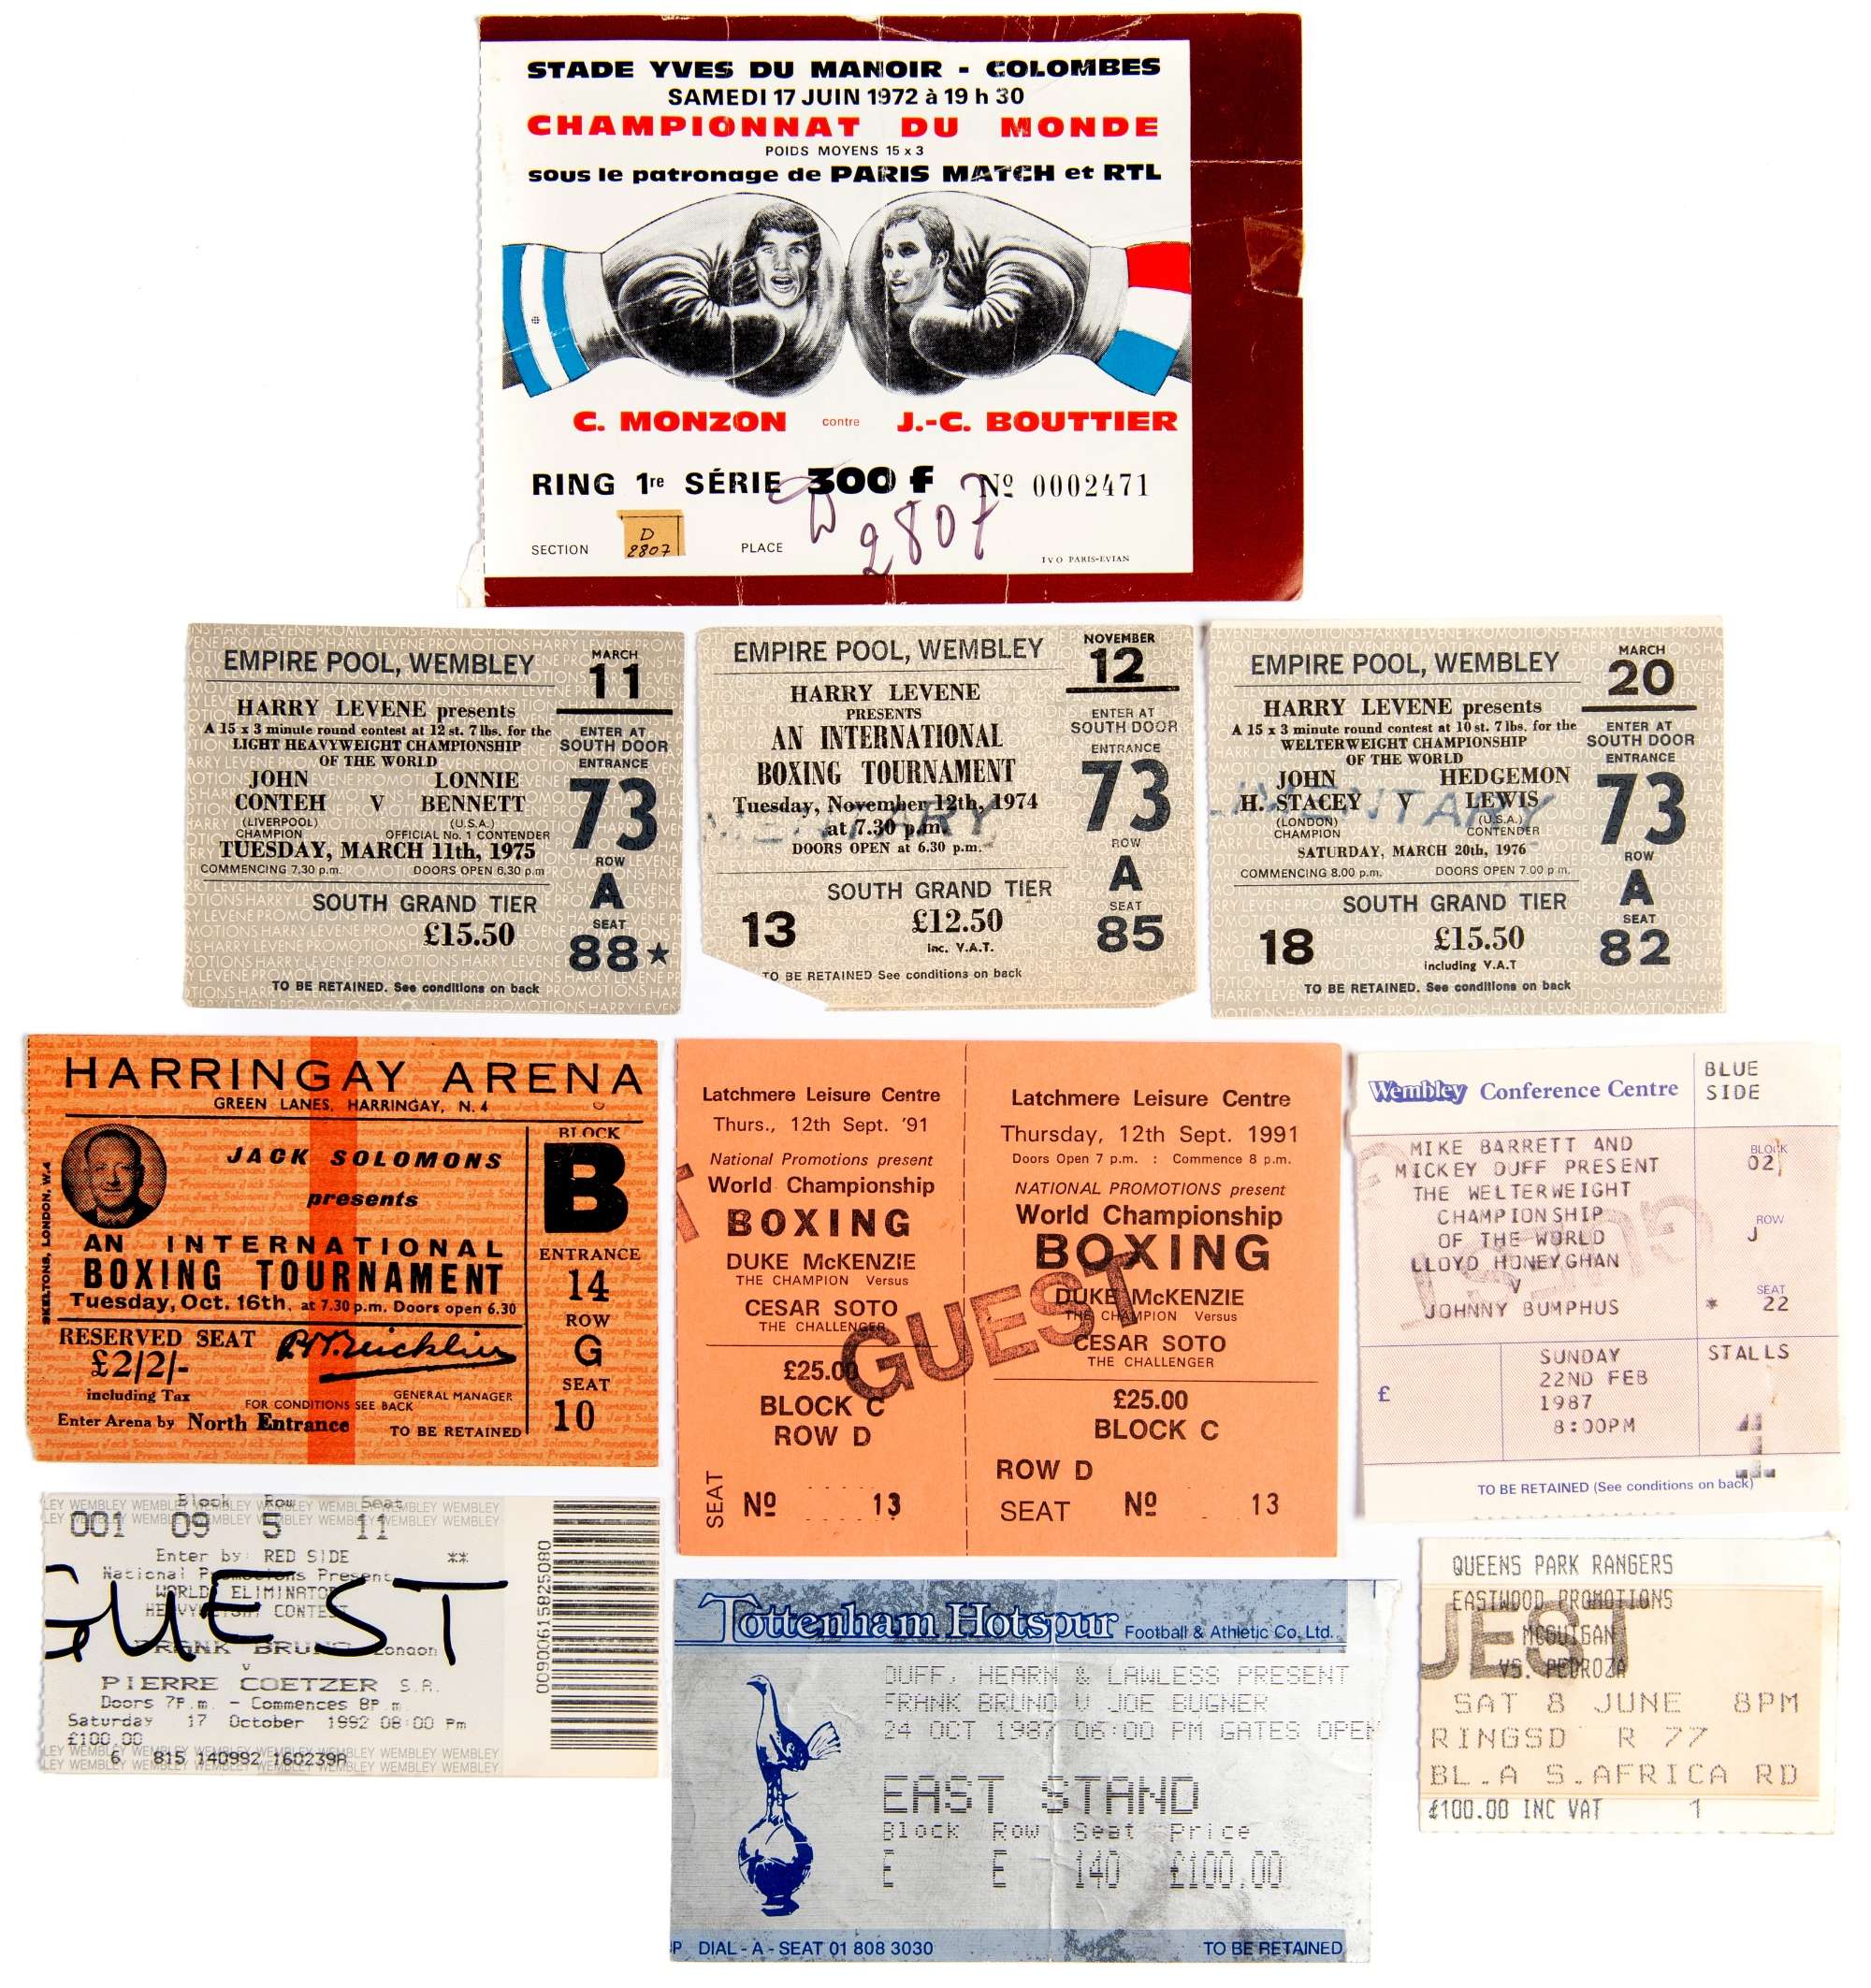 STADE YVES DU MANOIR - COLOMBES
SAMEDI 17 JUIN 1972 à 19 h 30
CHAMPIONNAT DU MONDE
POIDS MOYENS 15 x 3
sous le patronage de PARIS MATCH et RTL
C. MONZON contre J.-C. BOUTTIER
RING 1re SÉRIE 300 f Nº 0002471
D
2807
SECTION D 2807 PLACE
IVO PARIS-EVIAN
EMPIRE POOL, WEMBLEY
HARRY LEVENE presents
A 15 x 3 minute round contest at 12 st. 7 lbs. for the
LIGHT HEAVYWEIGHT CHAMPIONSHIP
OF THE WORLD
JOHN LONNIE
CONTEH V BENNETT
(LIVERPOOL) (U.S.A.)
CHAMPION OFFICIAL No. 1 CONTENDER
TUESDAY, MARCH 11th, 1975
COMMENCING 7.30 p.m. DOORS OPEN 6.30 p.m
SOUTH GRAND TIER
£15.50
TO BE RETAINED. See conditions on back
MARCH
11
ENTER AT
SOUTH DOOR
ENTRANCE
73
ROW
A
SEAT
88★
EMPIRE POOL, WEMBLEY
HARRY LEVENE
PRESENTS
AN INTERNATIONAL
BOXING TOURNAMENT
Tuesday, November 12th, 1974
at 7.30 p.m.
DOORS OPEN at 6.30 p.m.
SOUTH GRAND TIER
13 £12.50
Inc. V.A.T.
TO BE RETAINED See conditions on back
NOVEMBER
12
ENTER AT
SOUTH DOOR
ENTRANCE
73
ROW
A
SEAT
85
EMPIRE POOL, WEMBLEY
HARRY LEVENE presents
A 15 x 3 minute round contest at 10 st. 7 lbs. for the
WELTERWEIGHT CHAMPIONSHIP
OF THE WORLD
JOHN HEDGEMON
H. STACEY V LEWIS
(LONDON) (U.S.A.)
CHAMPION CONTENDER
SATURDAY, MARCH 20th, 1976
COMMENCING 8.00 p.m. DOORS OPEN 7.00 p m.
SOUTH GRAND TIER
18 £15.50
including V.A.T
TO BE RETAINED. See conditions on back
MARCH
20
ENTER AT
SOUTH DOOR
ENTRANCE
73
ROW
A
SEAT
82
HARRINGAY ARENA
GREEN LANES, HARRINGAY, N.4
JACK SOLOMONS
presents
AN INTERNATIONAL
BOXING TOURNAMENT
Tuesday, Oct. 16th, at 7.30 p.m. Doors open 6.30
RESERVED SEAT
£2/2/-
including Tax
GENERAL MANAGER
FOR CONDITIONS SEE BACK
Enter Arena by North Entrance TO BE RETAINED
SKELTONS, LONDON, W.4
BLOCK
B
ENTRANCE
14
ROW
G
SEAT
10
Latchmere Leisure Centre
Thurs., 12th Sept. '91
National Promotions present
World Championship
BOXING
DUKE McKENZIE
THE CHAMPION Versus
CESAR SOTO
THE CHALLENGER
£25.00
BLOCK C
ROW D
SEAT Nº 13
Latchmere Leisure Centre
Thursday, 12th Sept. 1991
Doors Open 7 p.m. : Commence 8 p.m.
NATIONAL PROMOTIONS present
World Championship
BOXING
DUKE McKENZIE
THE CHAMPION Versus
CESAR SOTO
THE CHALLENGER
£25.00
BLOCK C
ROW D
SEAT Nº 13
GUEST
Wembley Conference Centre
MIKE BARRETT AND
MICKEY DUFF PRESENT
THE WELTERWEIGHT
CHAMPIONSHIP
OF THE WORLD
LLOYD HONEYGHAN
V
JOHNNY BUMPHUS
GUEST
BLUE
SIDE
BLOCK
02
ROW
J
SEAT
* 22
£
SUNDAY
22ND FEB
1987
8:00PM
STALLS
TO BE RETAINED (See conditions on back)
Block Row Seat
001 09 5 11
Enter by: RED SIDE **
National Promotions Present
WORLD ELIMINATOR
HEAVYWEIGHT CONTEST
GUEST
FRANK BRUNO London
v
PIERRE COETZER S.A.
Doors 7P.m. - Commences 8P.m
Saturday 17 October 1992 08:00 Pm
£100.00
6 815 140992 160239A
0090061582508​0
Tottenham Hotspur Football & Athletic Co. Ltd.
DUFF, HEARN & LAWLESS PRESENT
FRANK BRUNO V JOE BUGNER
24 OCT 1987 06:00 PM GATES OPEN
EAST STAND
Block Row Seat Price
E E 140 £100.00
DIAL - A - SEAT 01 808 3030 TO BE RETAINED
QUEENS PARK RANGERS
EASTWOOD PROMOTIONS
MCGUIGAN
VS. PEDROZA
SAT 8 JUNE 8PM
RINGSD R 77
BL.A S.AFRICA RD
£100.00 INC VAT 1